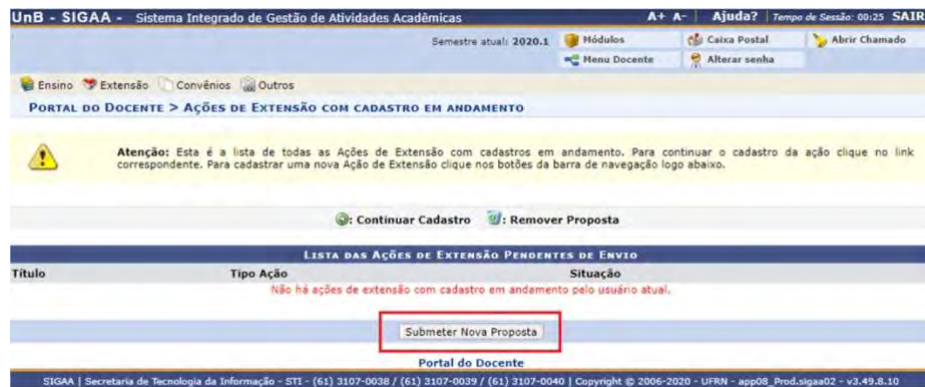 UnB - SIGAA - Sistema Integrado de Gestão de Atividades Acadêmicas A+ A- Ajuda? Tempo de Sessão: 00:25 SAIR
Semestre atual: 2020.1 Módulos Caixa Postal Abrir Chamado
Menu Docente Alterar senha
Ensino Extensão Convênios Outros
PORTAL DO DOCENTE > AÇÕES DE EXTENSÃO COM CADASTRO EM ANDAMENTO
Atenção: Esta é a lista de todas as Ações de Extensão com cadastros em andamento. Para continuar o cadastro da ação clique no link
correspondente. Para cadastrar uma nova Ação de Extensão clique nos botões da barra de navegação logo abaixo.
: Continuar Cadastro : Remover Proposta
LISTA DAS AÇÕES DE EXTENSÃO PENDENTES DE ENVIO
Título Tipo Ação Situação
Não há ações de extensão com cadastro em andamento pelo usuário atual.
Submeter Nova Proposta
Portal do Docente
SIGAA | Secretaria de Tecnologia da Informação - STI - (61) 3107-0038 / (61) 3107-0039 / (61) 3107-0040 | Copyright © 2006-2020 - UFRN - app08_Prod.sigaa02 - v3.49.8.10